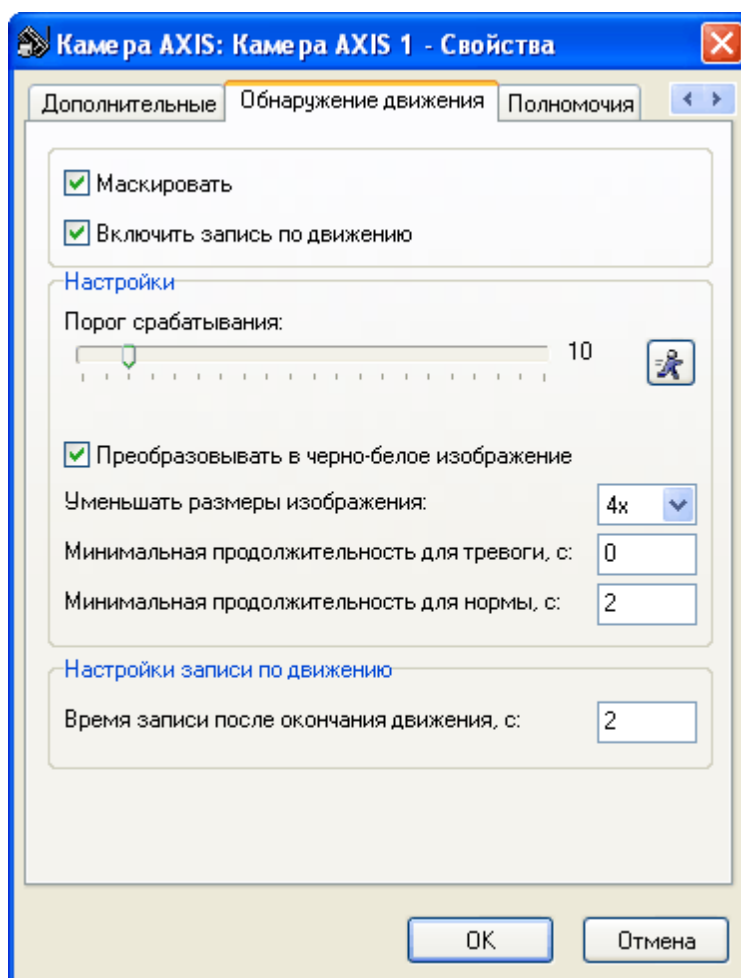 Камера AXIS: Камера AXIS 1 - Свойства
Дополнительные
Обнаружение движения
Полномочия
Маскировать
Включить запись по движению
Настройки
Порог срабатывания:
10
Преобразовывать в черно-белое изображение
Уменьшать размеры изображения:
4x
Минимальная продолжительность для тревоги, с:
0
Минимальная продолжительность для нормы, с:
2
Настройки записи по движению
Время записи после окончания движения, с:
2
OK
Отмена